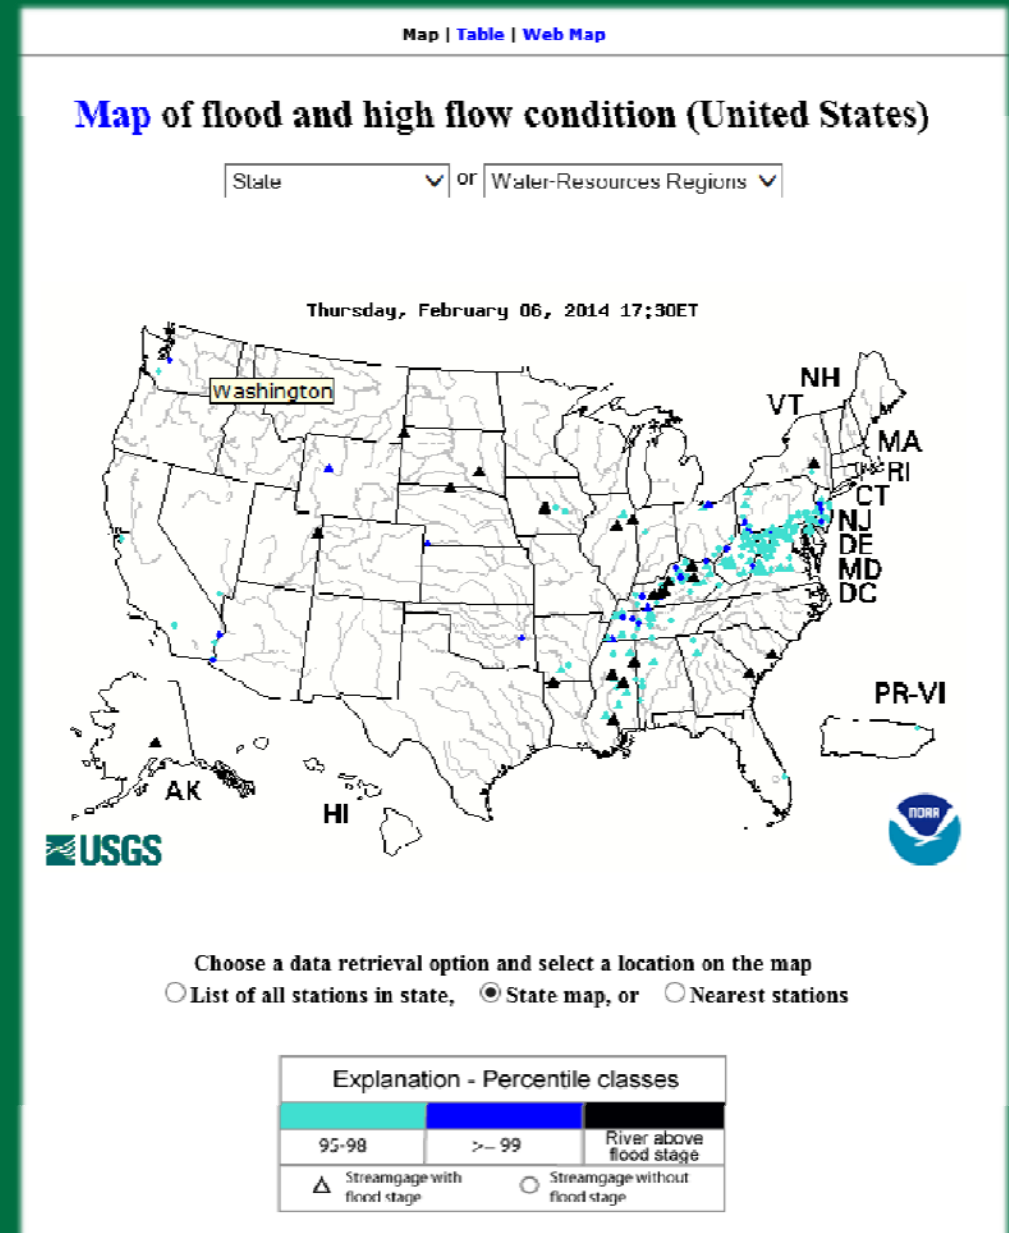 Map | Table | Web Map
Map of flood and high flow condition (United States)
State or Water-Resources Regions
Thursday, February 06, 2014 17:30ET
Washington
NH
VT
MA
RI
CT
NJ
DE
MD
DC
PR-VI
AK
HI
USGS
NOAA
Choose a data retrieval option and select a location on the map
List of all stations in state, State map, or Nearest stations
Explanation - Percentile classes
95-98 >= 99 River above
flood stage
Streamgage with
flood stage
Streamgage without
flood stage